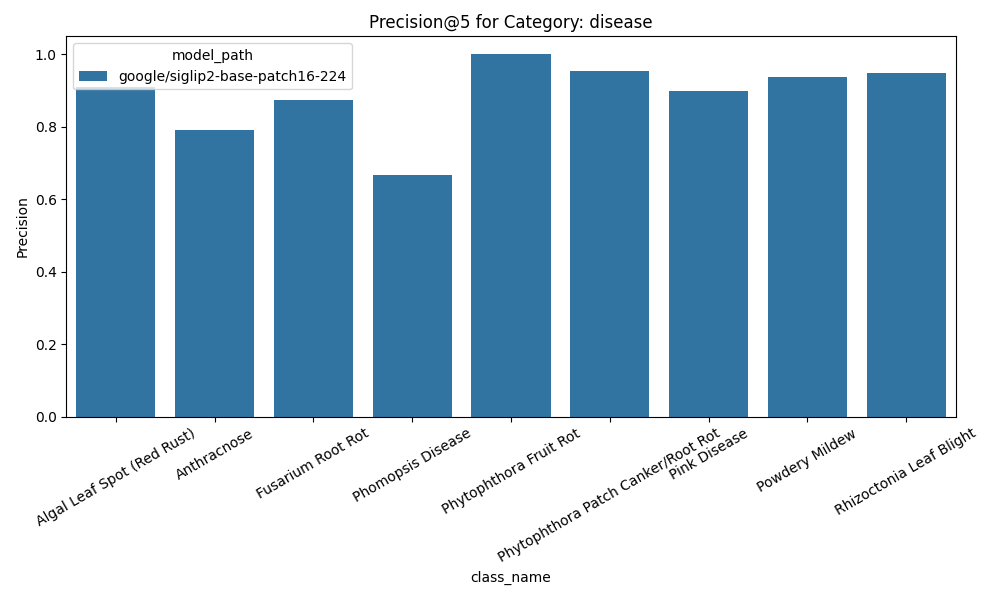 Precision@5 for Category: disease
model_path
google/siglip2-base-patch16-224
Precision
1.0
0.8
0.6
0.4
0.2
0.0
Algal Leaf Spot (Red Rust)
Anthracnose
Fusarium Root Rot
Phomopsis Disease
Phytophthora Fruit Rot
Phytophthora Patch Canker/Root Rot
Pink Disease
Powdery Mildew
Rhizoctonia Leaf Blight
class_name